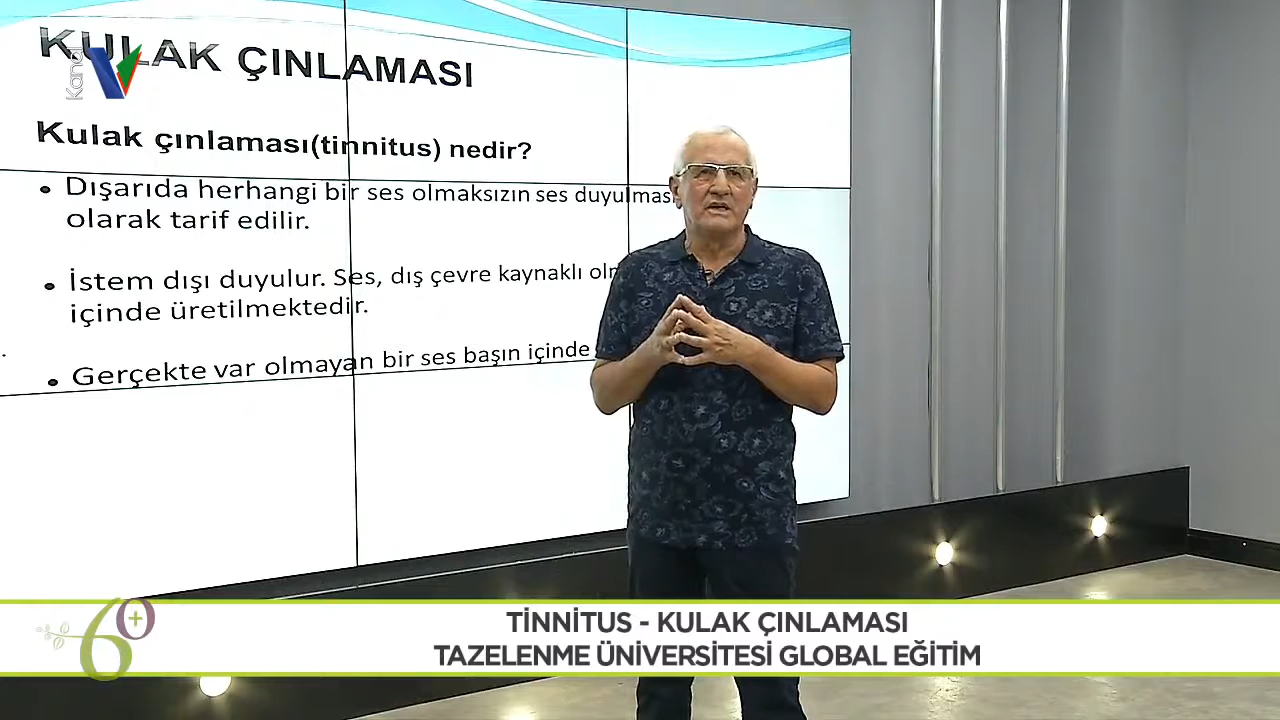 KULAK ÇINLAMASI
Kanal V
Kulak çınlaması(tinnitus) nedir?
• Dışarıda herhangi bir ses olmaksızın ses duyulması
olarak tarif edilir.
• İstem dışı duyulur. Ses, dış çevre kaynaklı
içinde üretilmektedir.
• Gerçekte var olmayan bir ses başın içinde
60+
TİNNİTUS - KULAK ÇINLAMASI
TAZELENME ÜNİVERSİTESİ GLOBAL EĞİTİM